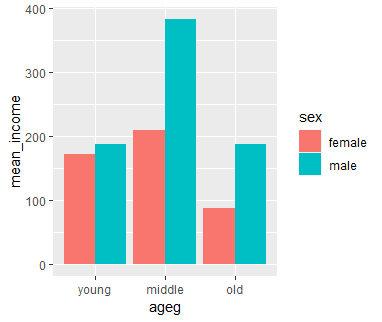 mean_income
400
300
200
100
0
young middle old
ageg
sex
female
male